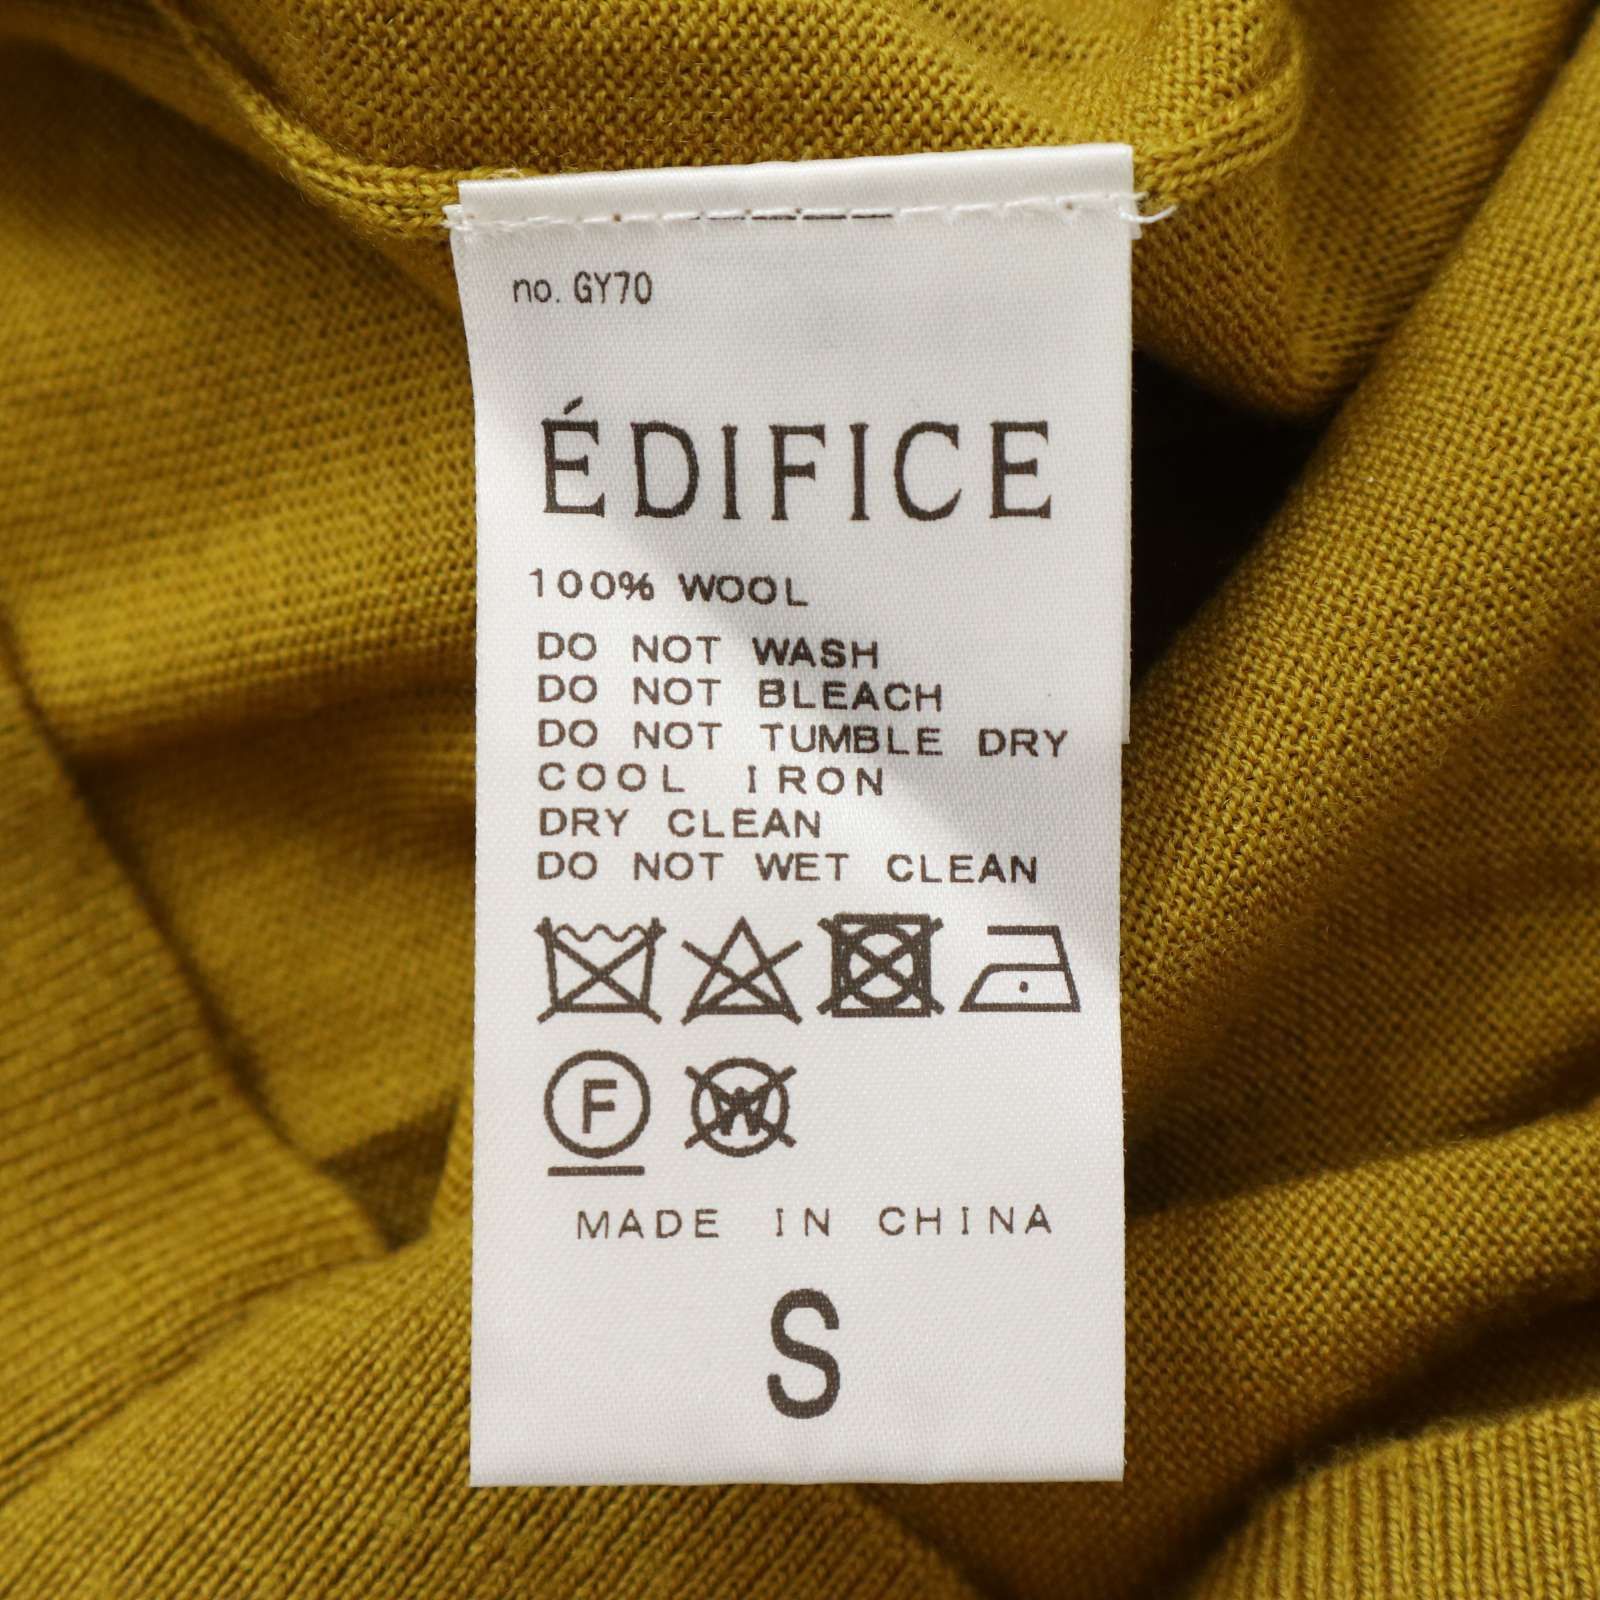 no. GY70
ÉDIFICE
100% WOOL
DO NOT WASH
DO NOT BLEACH
DO NOT TUMBLE DRY
COOL IRON
DRY CLEAN
DO NOT WET CLEAN
F W
MADE IN CHINA
S